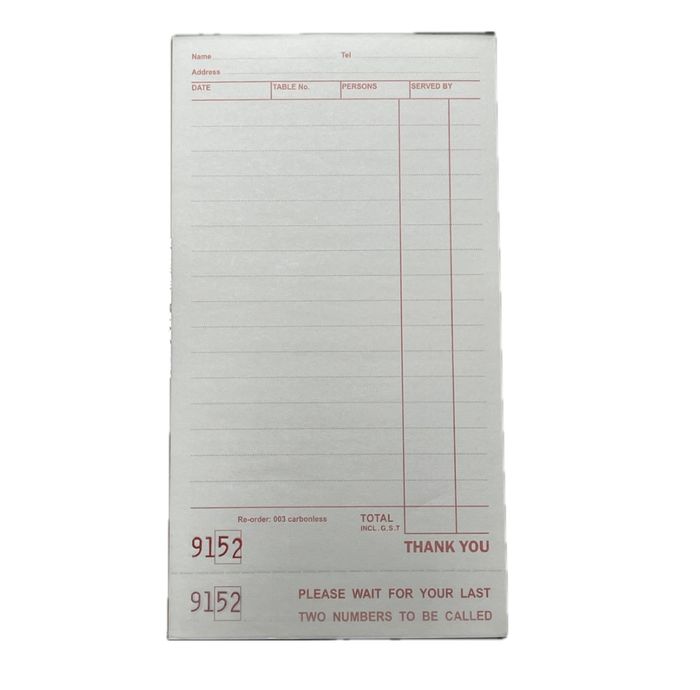 Name Tel
Address
DATE TABLE No. PERSONS SERVED BY
Re-order: 003 carbonless TOTAL
INCL.G.S.T
9152 THANK YOU
9152 PLEASE WAIT FOR YOUR LAST
TWO NUMBERS TO BE CALLED